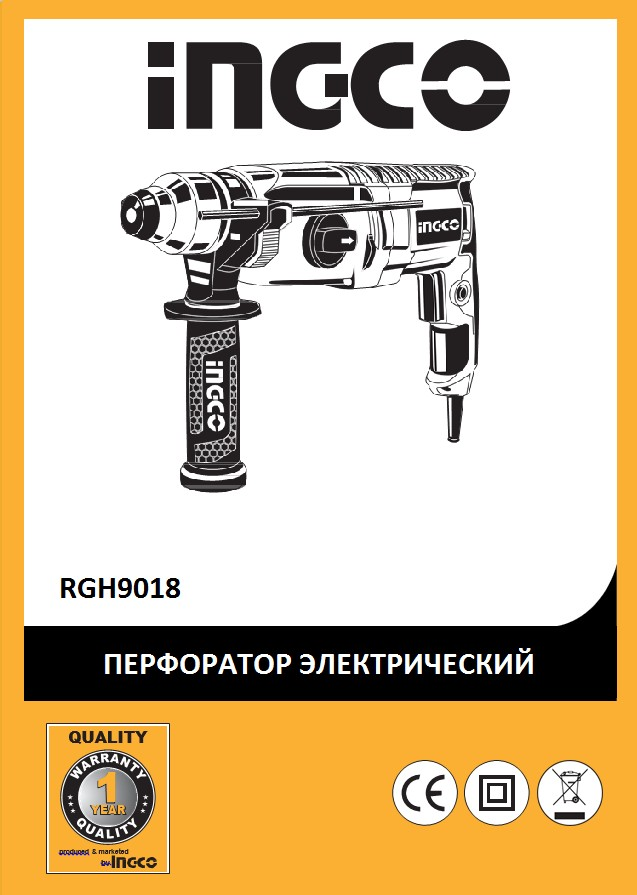 INGCO
INGCO
INGCO
RGH9018
ПЕРФОРАТОР ЭЛЕКТРИЧЕСКИЙ
QUALITY
WARRANTY
1
YEAR
QUALITY
produced & marketed
by INGCO
CE